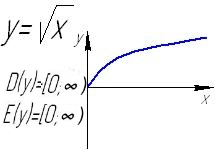 y=√x
y
D(y)=[0;∞)
E(y)=[0;∞)
x